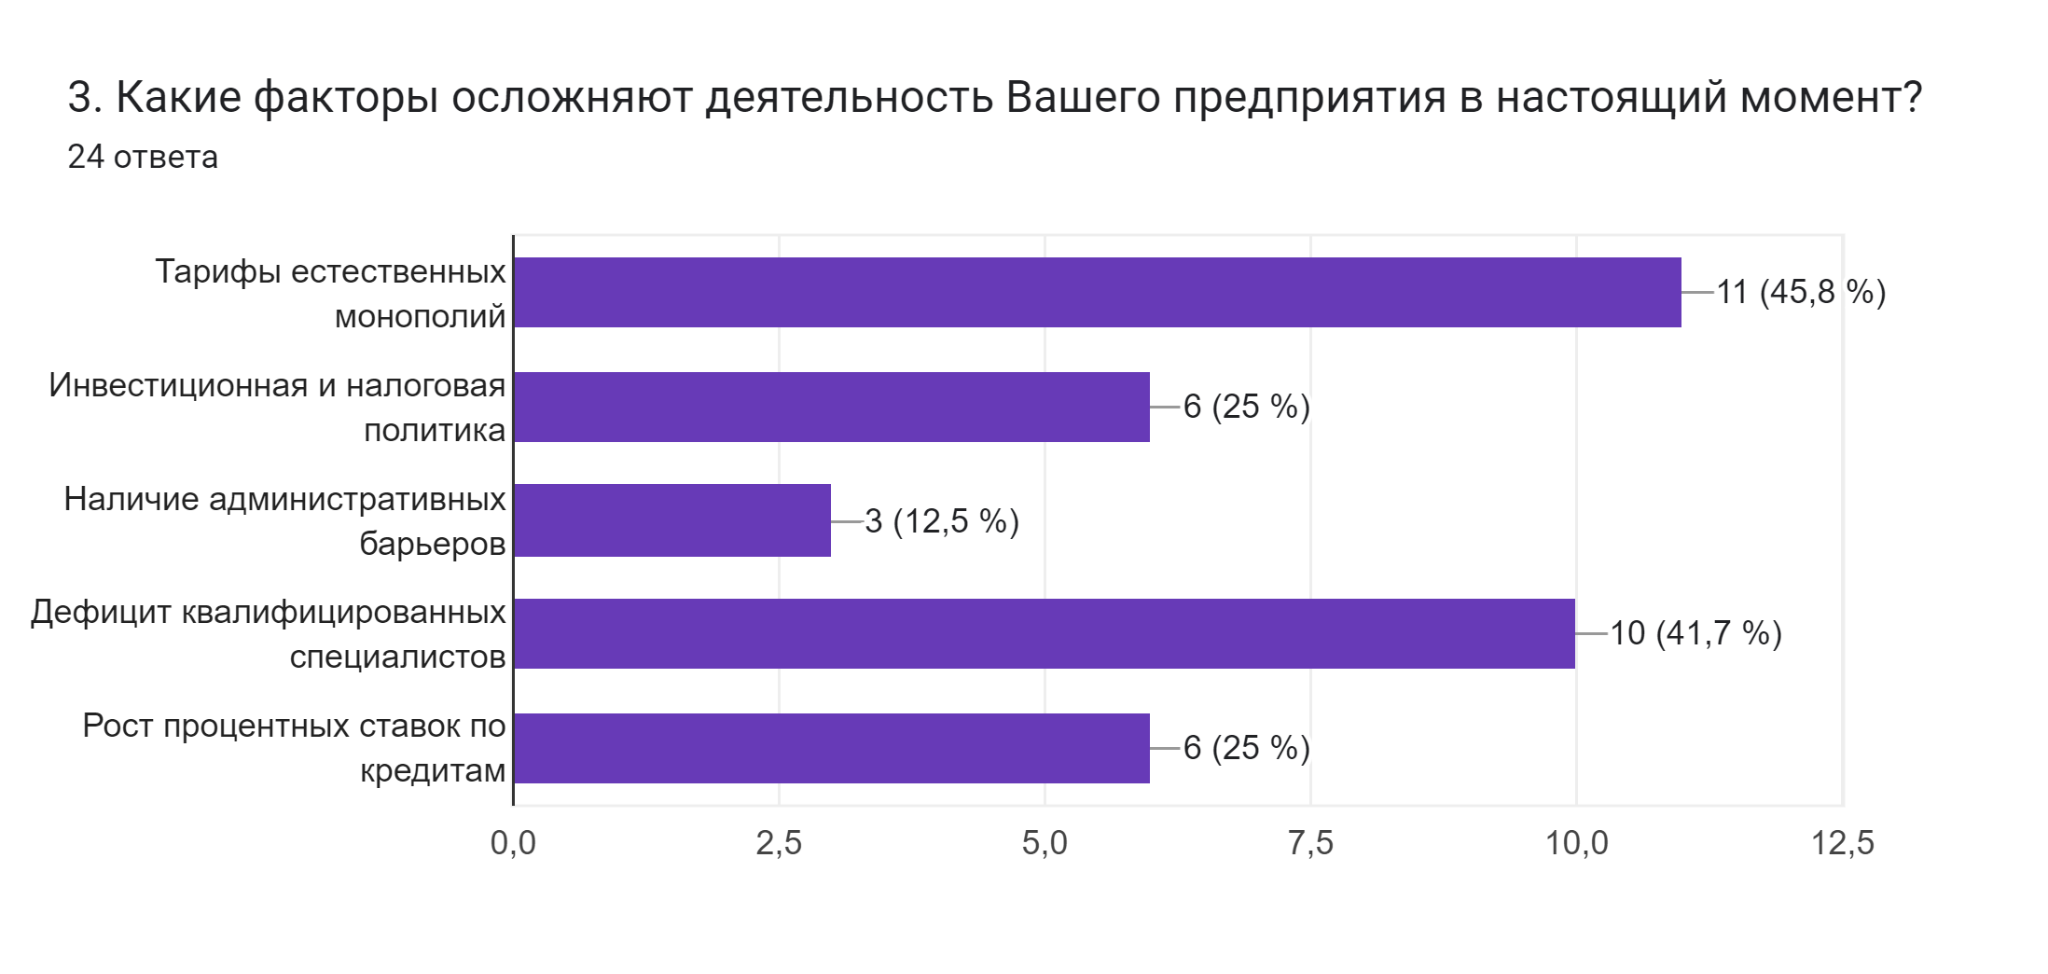 3. Какие факторы осложняют деятельность Вашего предприятия в настоящий момент?
24 ответа
Тарифы естественных
монополий
11 (45,8 %)
Инвестиционная и налоговая
политика
6 (25 %)
Наличие административных
барьеров
3 (12,5 %)
Дефицит квалифицированных
специалистов
10 (41,7 %)
Рост процентных ставок по
кредитам
6 (25 %)
0,0 2,5 5,0 7,5 10,0 12,5